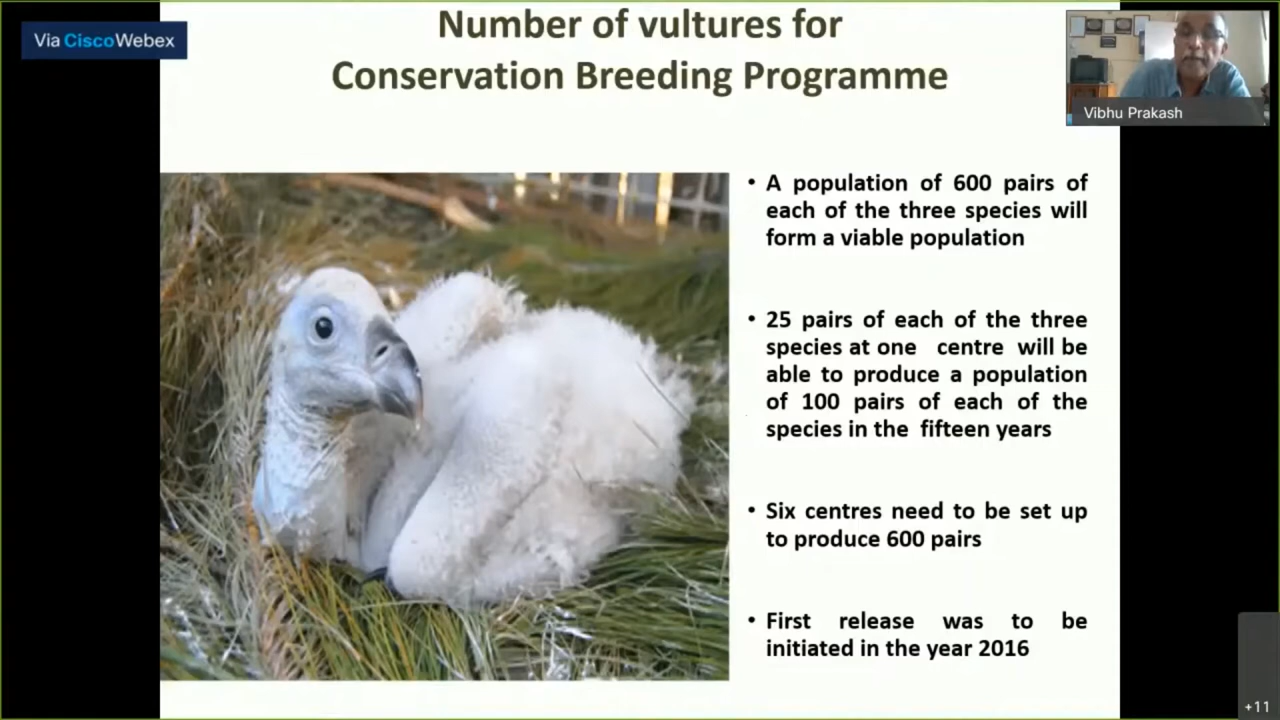 Number of vultures for
Conservation Breeding Programme
Via CiscoWebex
Vibhu Prakash
• A population of 600 pairs of
each of the three species will
form a viable population
• 25 pairs of each of the three
species at one centre will be
able to produce a population
of 100 pairs of each of the
species in the fifteen years
• Six centres need to be set up
to produce 600 pairs
• First release was to be
initiated in the year 2016
+11